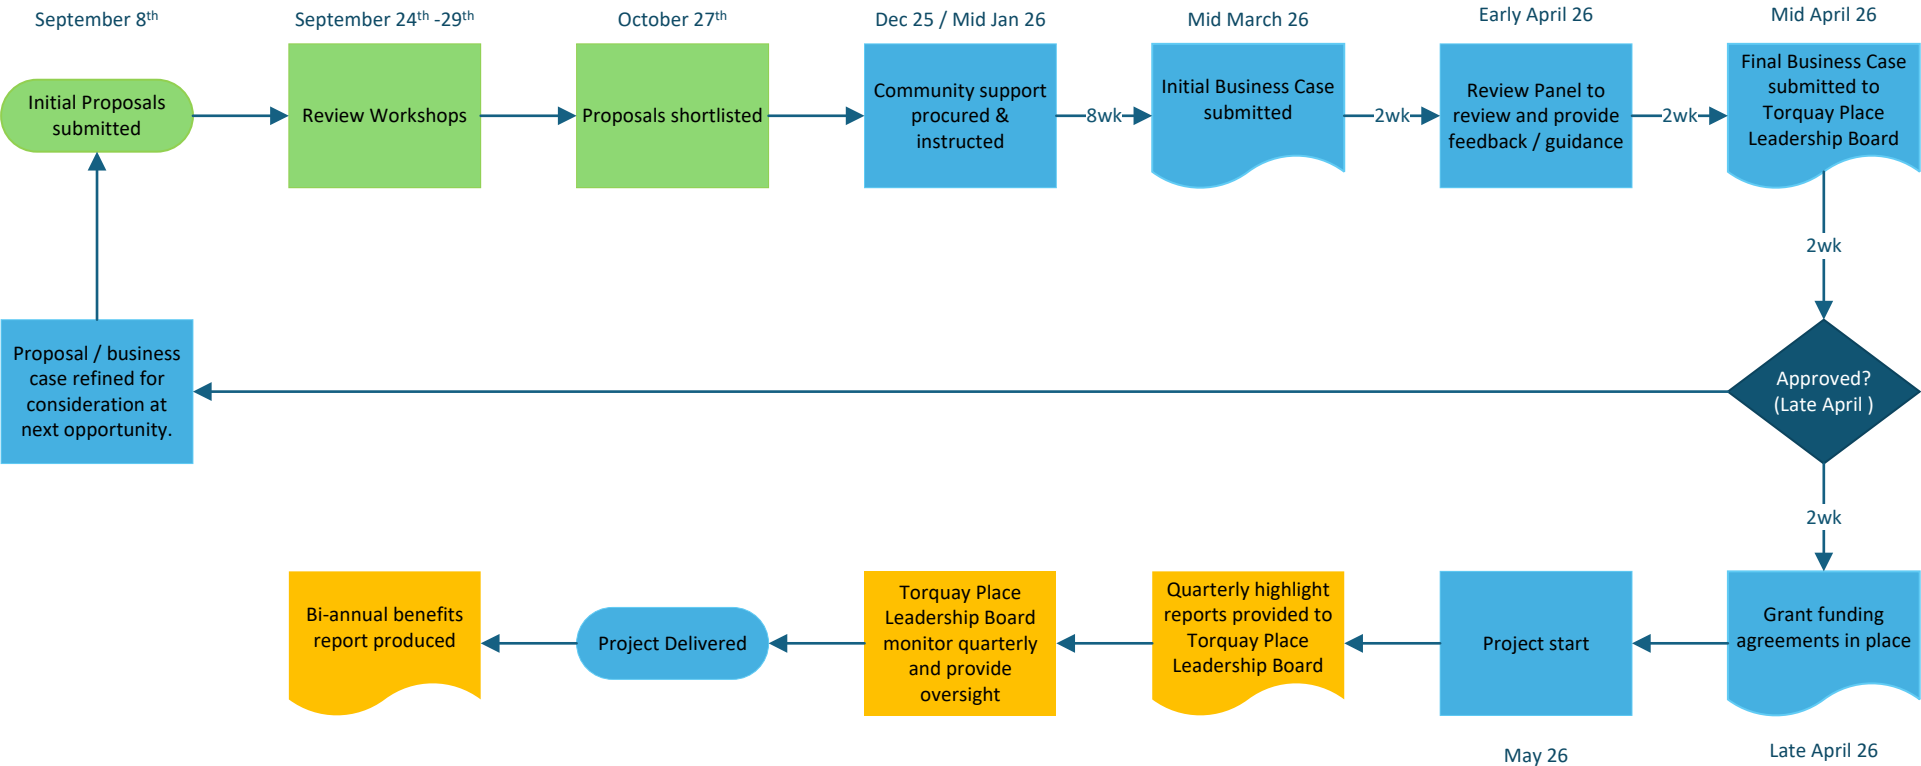 September 8th
September 24th -29th
October 27th
Dec 25 / Mid Jan 26
Mid March 26
Early April 26
Mid April 26
Initial Proposals
submitted
Review Workshops
Proposals shortlisted
Community support
procured &
instructed
8wk
Initial Business Case
submitted
2wk
Review Panel to
review and provide
feedback / guidance
2wk
Final Business Case
submitted to
Torquay Place
Leadership Board
2wk
Proposal / business
case refined for
consideration at
next opportunity.
Approved?
(Late April )
2wk
Bi-annual benefits
report produced
Project Delivered
Torquay Place
Leadership Board
monitor quarterly
and provide
oversight
Quarterly highlight
reports provided to
Torquay Place
Leadership Board
Project start
Grant funding
agreements in place
May 26
Late April 26